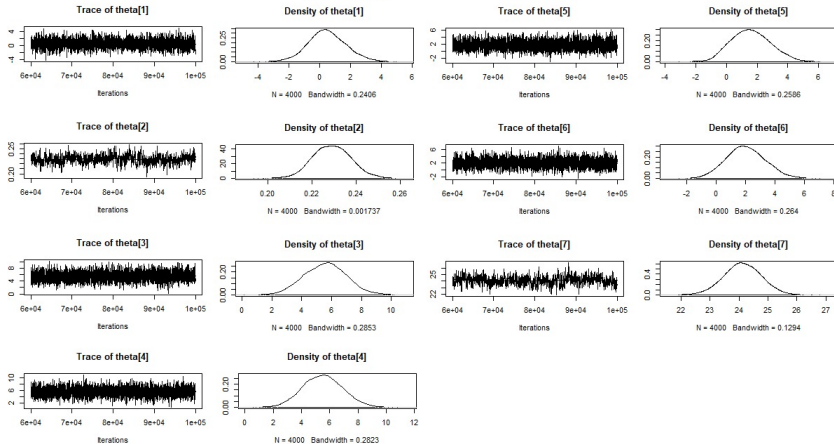 Trace of theta[1]
Density of theta[1]
Trace of theta[5]
Density of theta[5]
-4 0 4
0.00 0.20
-2 2 6
0.00 0.20
6e+04 7e+04 8e+04 9e+04 1e+05
-4 -2 0 2 4 6
6e+04 7e+04 8e+04 9e+04 1e+05
-4 -2 0 2 4 6
Iterations
N = 4000 Bandwidth = 0.2406
Iterations
N = 4000 Bandwidth = 0.2586
Trace of theta[2]
Density of theta[2]
Trace of theta[6]
Density of theta[6]
0.20 0.25
0 20 40
-2 2 6
0.00 0.20
6e+04 7e+04 8e+04 9e+04 1e+05
0.20 0.22 0.24 0.26
6e+04 7e+04 8e+04 9e+04 1e+05
-2 0 2 4 6 8
Iterations
N = 4000 Bandwidth = 0.001737
Iterations
N = 4000 Bandwidth = 0.264
Trace of theta[3]
Density of theta[3]
Trace of theta[7]
Density of theta[7]
0 4 8
0.00 0.20
22 25
0.0 0.4
6e+04 7e+04 8e+04 9e+04 1e+05
0 2 4 6 8 10
6e+04 7e+04 8e+04 9e+04 1e+05
22 23 24 25 26 27
Iterations
N = 4000 Bandwidth = 0.2853
Iterations
N = 4000 Bandwidth = 0.1294
Trace of theta[4]
Density of theta[4]
2 6 10
0.00 0.20
6e+04 7e+04 8e+04 9e+04 1e+05
0 2 4 6 8 10 12
Iterations
N = 4000 Bandwidth = 0.2823